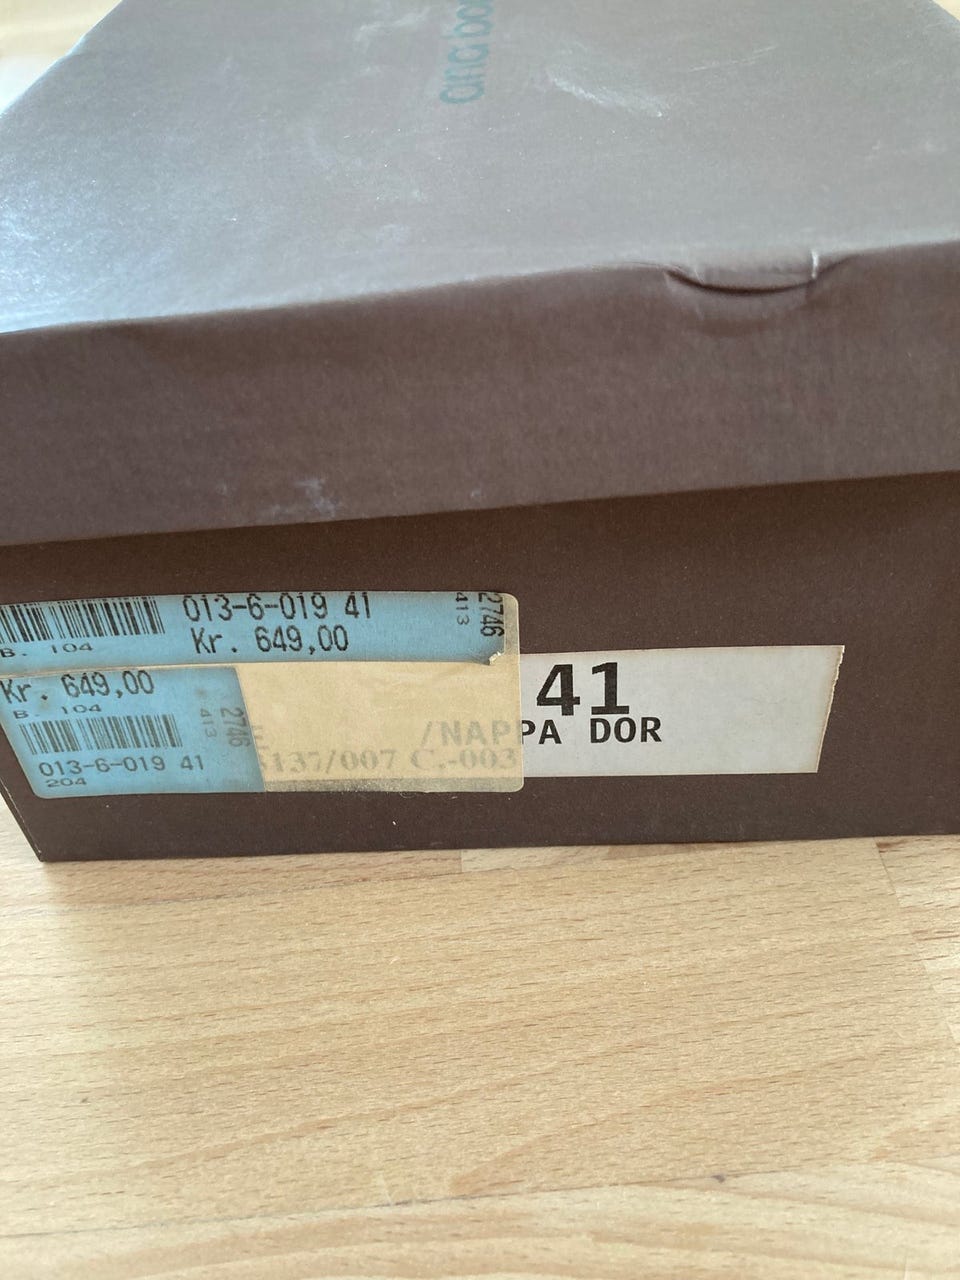 013-6-019 41
Kr. 649,00
B. 104
2746
413
Kr. 649,00
B. 104
2746
413
013-6-019 41
204
41
/NAPPA DOR
137/007 C.-003